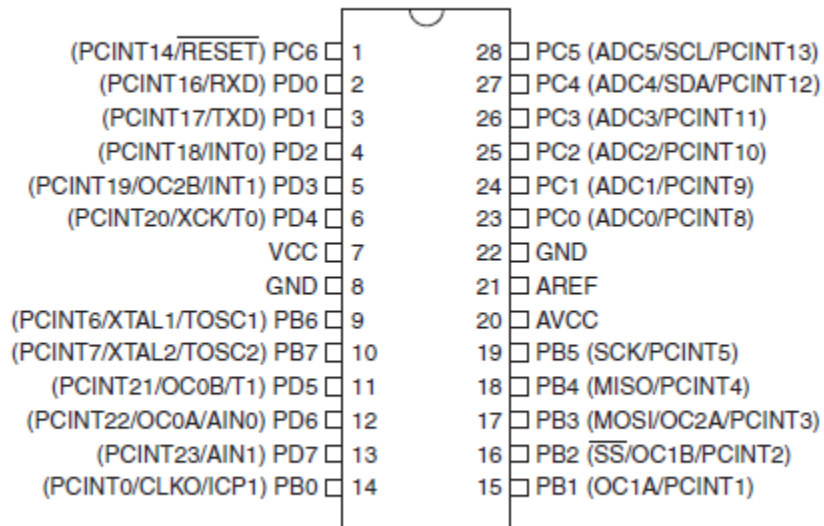 (PCINT14/RESET) PC6 1 28 PC5 (ADC5/SCL/PCINT13)
(PCINT16/RXD) PD0 2 27 PC4 (ADC4/SDA/PCINT12)
(PCINT17/TXD) PD1 3 26 PC3 (ADC3/PCINT11)
(PCINT18/INT0) PD2 4 25 PC2 (ADC2/PCINT10)
(PCINT19/OC2B/INT1) PD3 5 24 PC1 (ADC1/PCINT9)
(PCINT20/XCK/T0) PD4 6 23 PC0 (ADC0/PCINT8)
VCC 7 22 GND
GND 8 21 AREF
(PCINT6/XTAL1/TOSC1) PB6 9 20 AVCC
(PCINT7/XTAL2/TOSC2) PB7 10 19 PB5 (SCK/PCINT5)
(PCINT21/OC0B/T1) PD5 11 18 PB4 (MISO/PCINT4)
(PCINT22/OC0A/AIN0) PD6 12 17 PB3 (MOSI/OC2A/PCINT3)
(PCINT23/AIN1) PD7 13 16 PB2 (SS/OC1B/PCINT2)
(PCINT0/CLKO/ICP1) PB0 14 15 PB1 (OC1A/PCINT1)